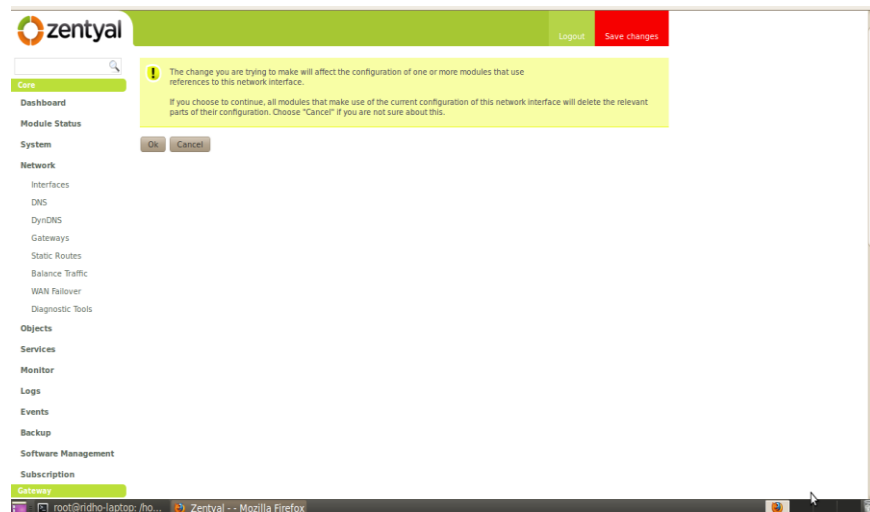 zentyal
Logout
Save changes
The change you are trying to make will affect the configuration of one or more modules that use
references to this network interface.
If you choose to continue, all modules that make use of the current configuration of this network interface will delete the relevant
parts of their configuration. Choose "Cancel" if you are not sure about this.
Ok
Cancel
Core
Dashboard
Module Status
System
Network
Interfaces
DNS
DynDNS
Gateways
Static Routes
Balance Traffic
WAN Failover
Diagnostic Tools
Objects
Services
Monitor
Logs
Events
Backup
Software Management
Subscription
Gateway
root@ridho-laptop: /ho...
Zentyal - - Mozilla Firefox